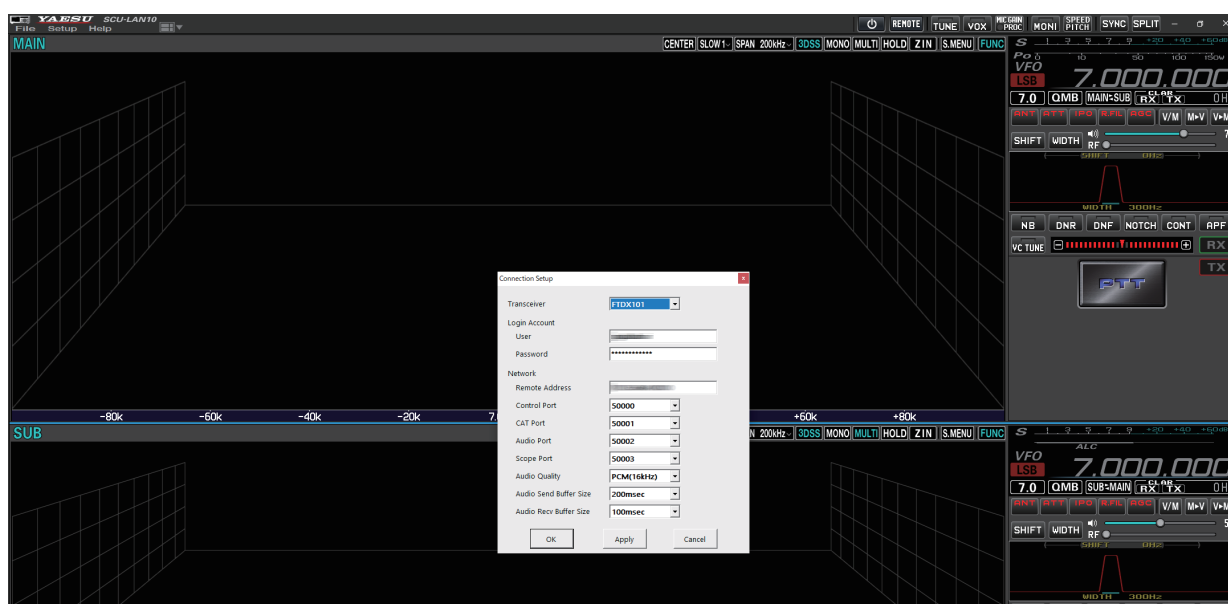 YAESU SCU-LAN10
File Setup Help
REMOTE TUNE VOX MIC GAIN PROC MONI SPEED PITCH SYNC SPLIT
MAIN
CENTER SLOW1 SPAN 200kHz 3DSS MONO MULTI HOLD Z IN S.MENU FUNC
S 1 3 5 7 9 +20 +40 +60dB
Po 0 10 50 100 150W
VFO
LSB 7.000.000
7.0 QMB MAIN SUB CLAR RX TX 0H
ANT ATT IPO R.FIL AGC V/M M►V V►M
SHIFT WIDTH RF
SHIFT 0Hz
WIDTH 300Hz
NB DNR DNF NOTCH CONT APF
VC TUNE RX
TX
PTT
-80k -60k -40k -20k 7. +60k +80k
Connection Setup
Transceiver FTDX101
Login Account
User
Password ************
Network
Remote Address
Control Port 50000
CAT Port 50001
Audio Port 50002
Scope Port 50003
Audio Quality PCM(16kHz)
Audio Send Buffer Size 200msec
Audio Recv Buffer Size 100msec
OK Apply Cancel
SUB
N 200kHz 3DSS MONO MULTI HOLD Z IN S.MENU FUNC
S 1 3 5 7 9 +20 +40 +60dB
ALC
VFO
LSB 7.000.000
7.0 QMB SUB MAIN CLAR RX TX 0H
ANT ATT IPO R.FIL AGC V/M M►V V►M
SHIFT WIDTH RF
SHIFT 0Hz
WIDTH 300Hz